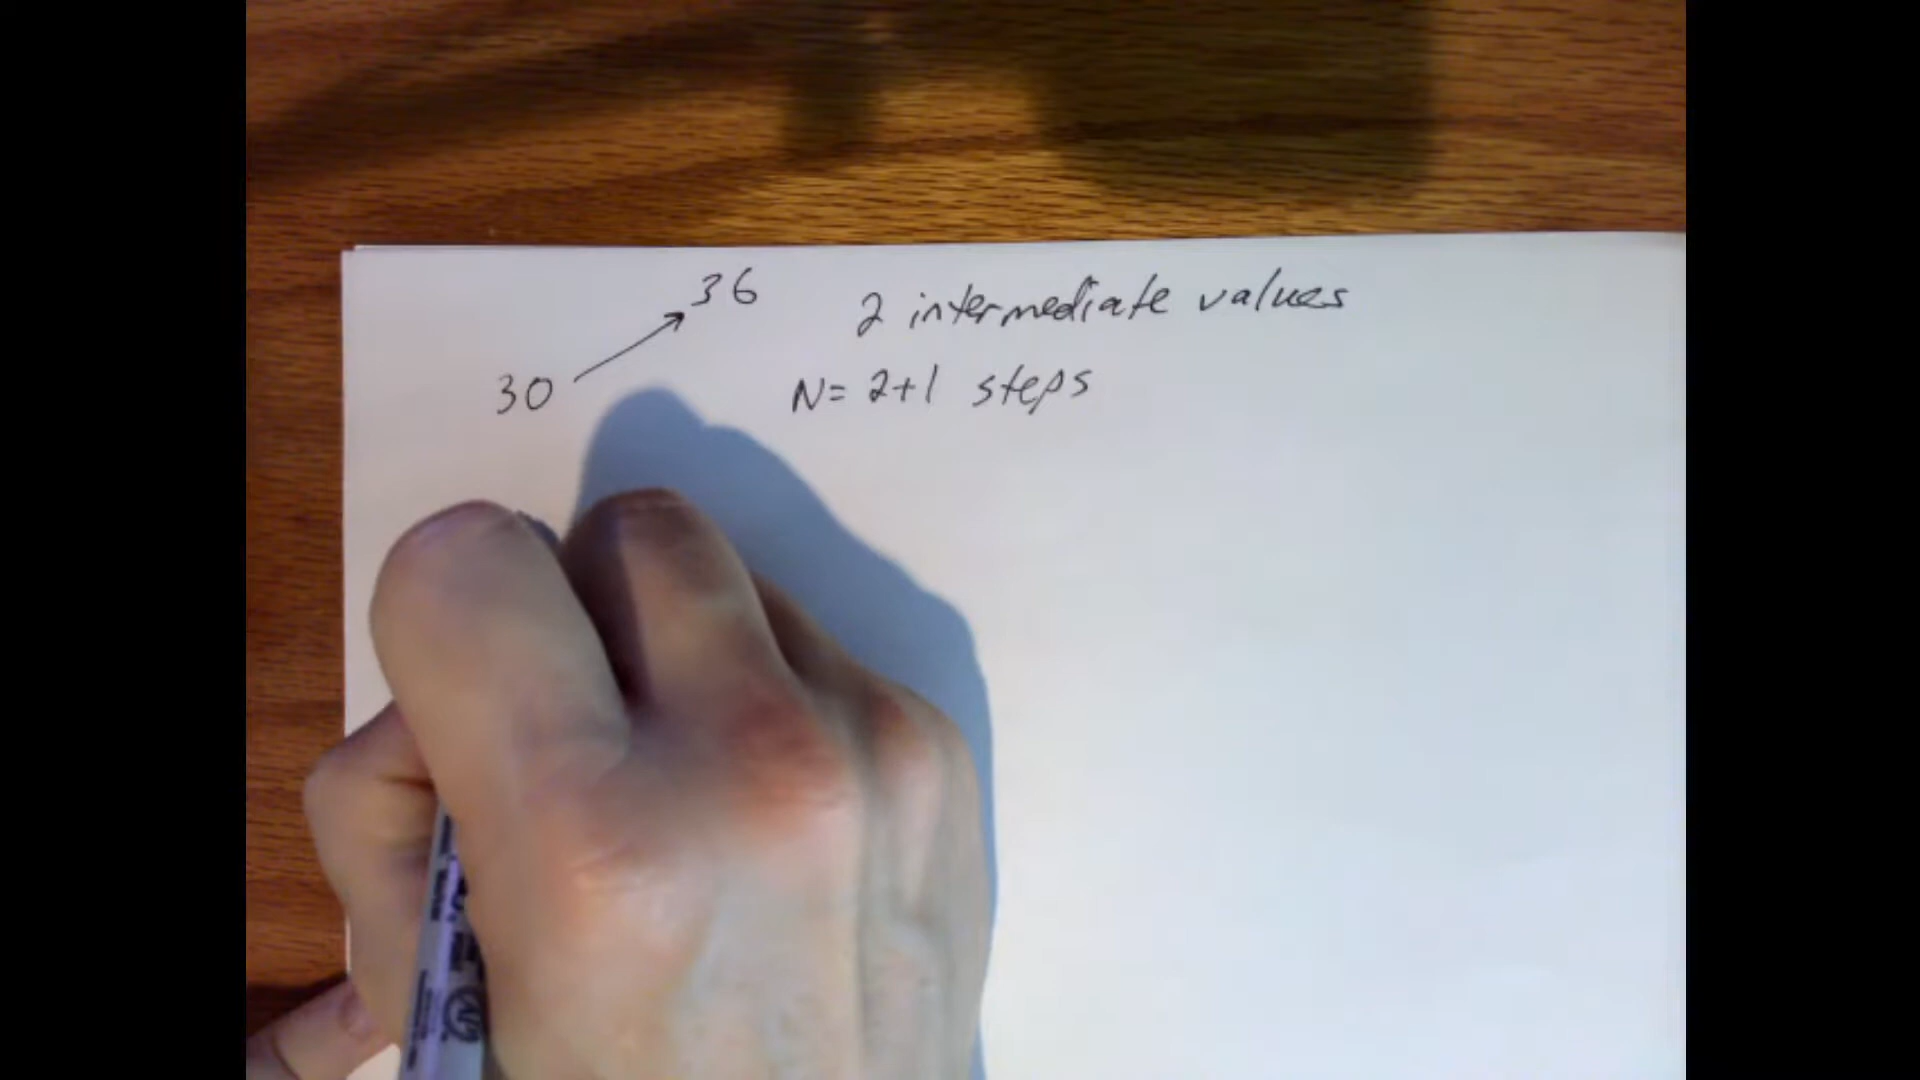 36 2 intermediate values
30 N= 2+1 steps